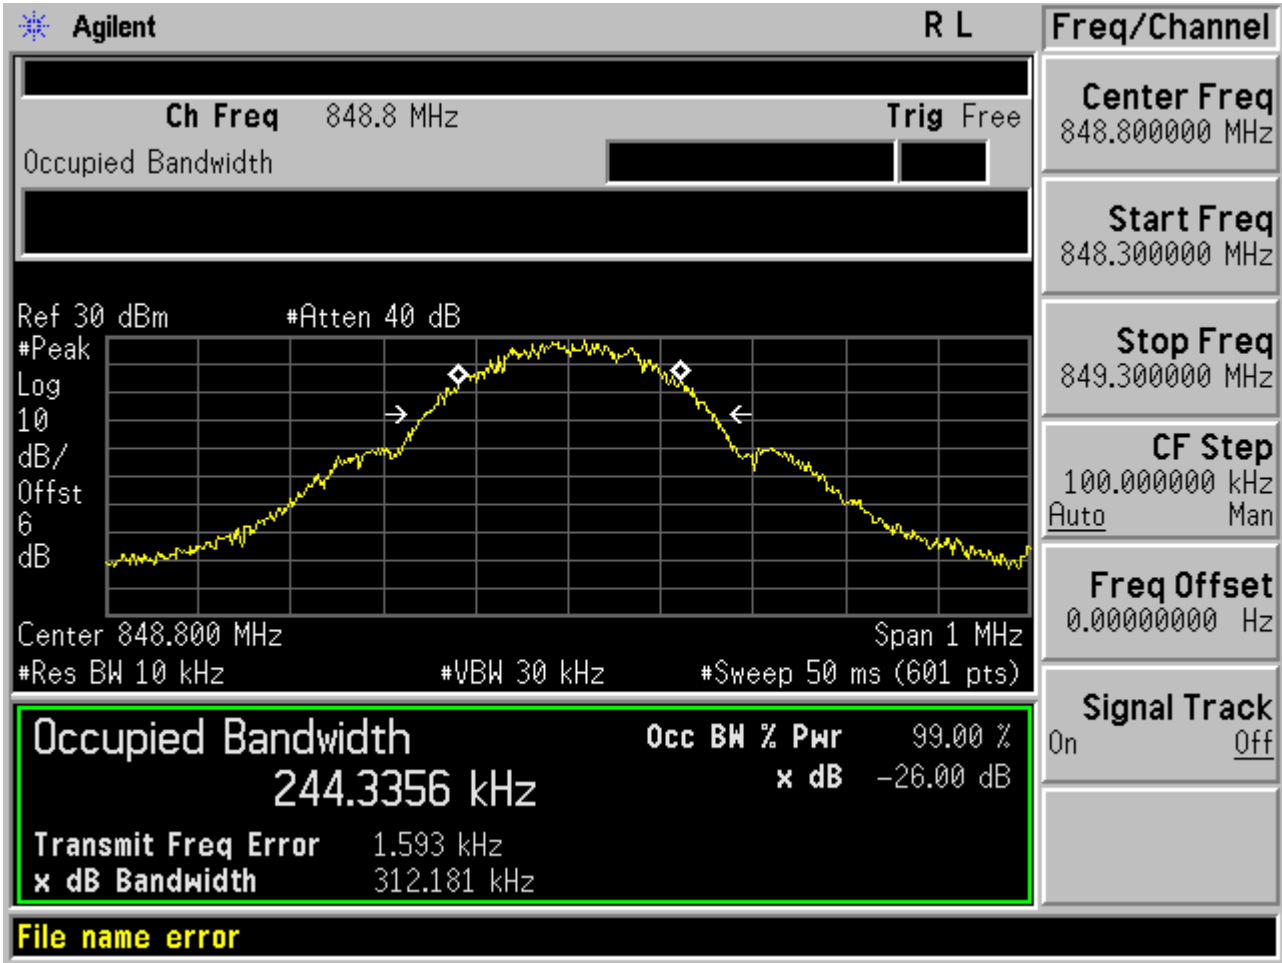 Agilent R L Freq/Channel
Ch Freq 848.8 MHz Trig Free
Occupied Bandwidth
Center Freq
848.800000 MHz
Start Freq
848.300000 MHz
Stop Freq
849.300000 MHz
CF Step
100.000000 kHz
Auto Man
Freq Offset
0.00000000 Hz
Signal Track
On Off
Ref 30 dBm #Atten 40 dB
#Peak
Log
10
dB/
Offst
6
dB
Center 848.800 MHz Span 1 MHz
#Res BW 10 kHz #VBW 30 kHz #Sweep 50 ms (601 pts)
Occupied Bandwidth Occ BW % Pwr 99.00 %
244.3356 kHz x dB -26.00 dB
Transmit Freq Error 1.593 kHz
x dB Bandwidth 312.181 kHz
File name error